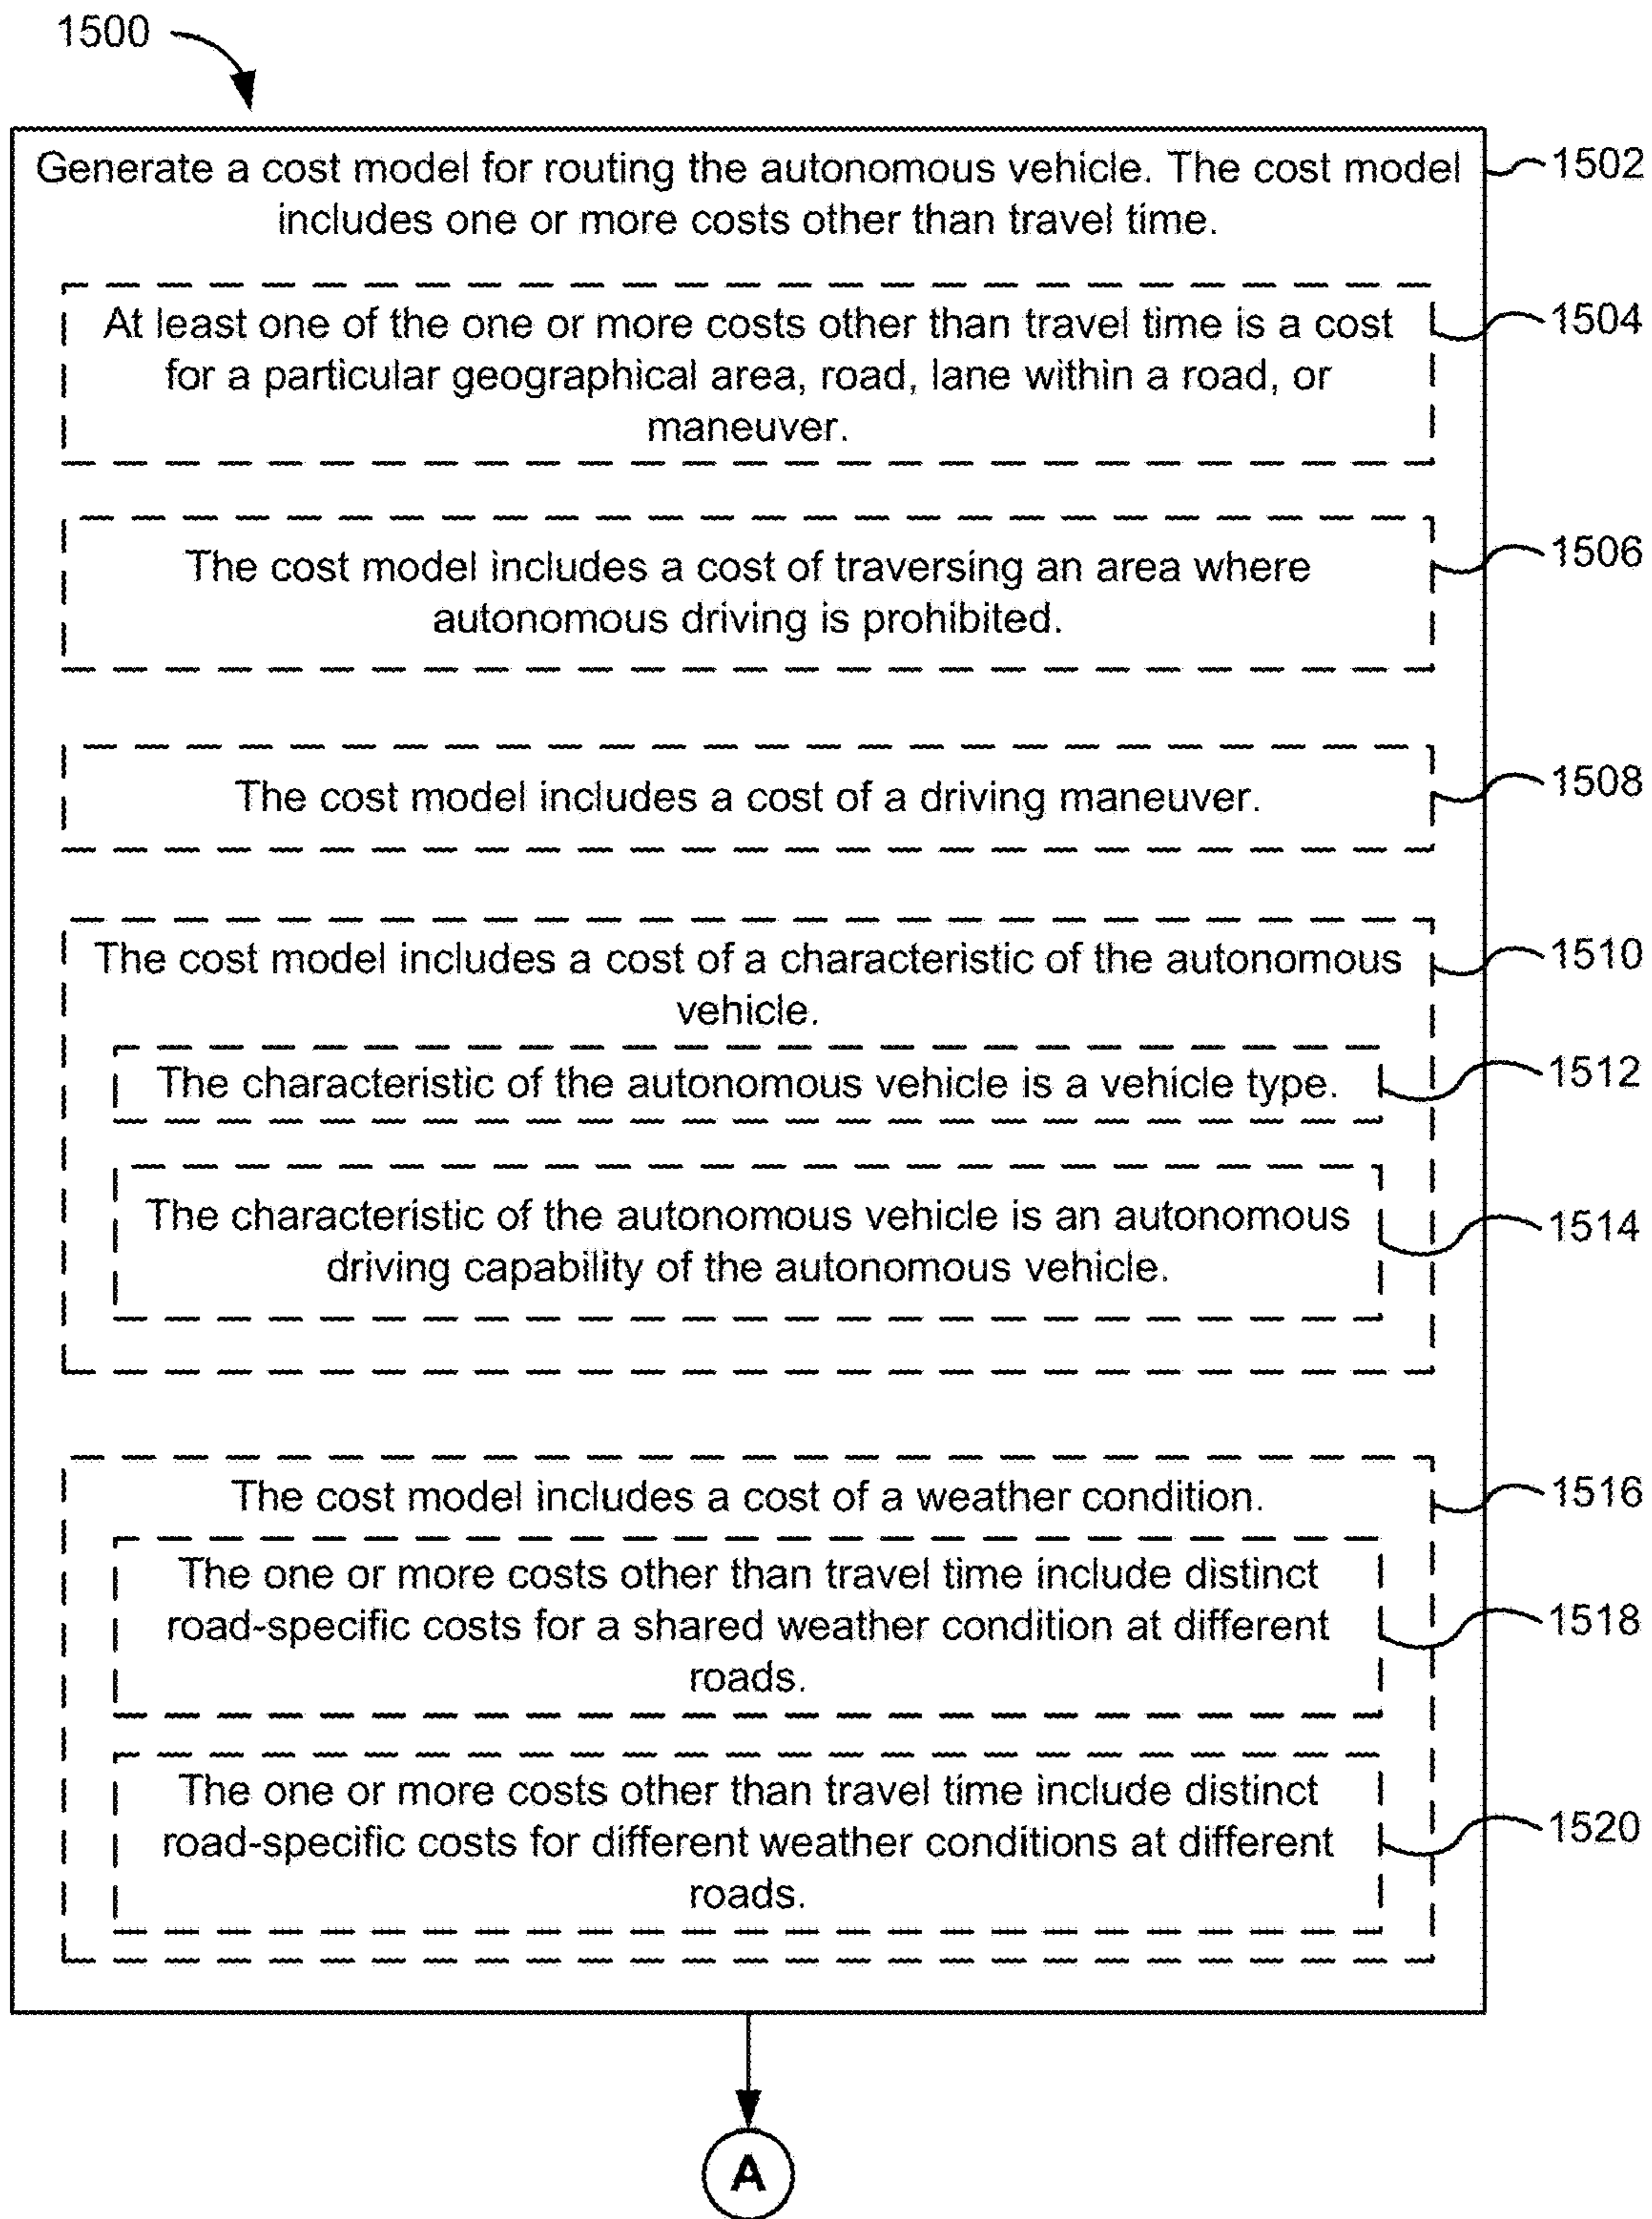 1500
Generate a cost model for routing the autonomous vehicle. The cost model
includes one or more costs other than travel time.
1502
At least one of the one or more costs other than travel time is a cost
for a particular geographical area, road, lane within a road, or
maneuver.
1504
The cost model includes a cost of traversing an area where
autonomous driving is prohibited.
1506
The cost model includes a cost of a driving maneuver.
1508
The cost model includes a cost of a characteristic of the autonomous
vehicle.
1510
The characteristic of the autonomous vehicle is a vehicle type.
1512
The characteristic of the autonomous vehicle is an autonomous
driving capability of the autonomous vehicle.
1514
The cost model includes a cost of a weather condition.
1516
The one or more costs other than travel time include distinct
road-specific costs for a shared weather condition at different
roads.
1518
The one or more costs other than travel time include distinct
road-specific costs for different weather conditions at different
roads.
1520
A